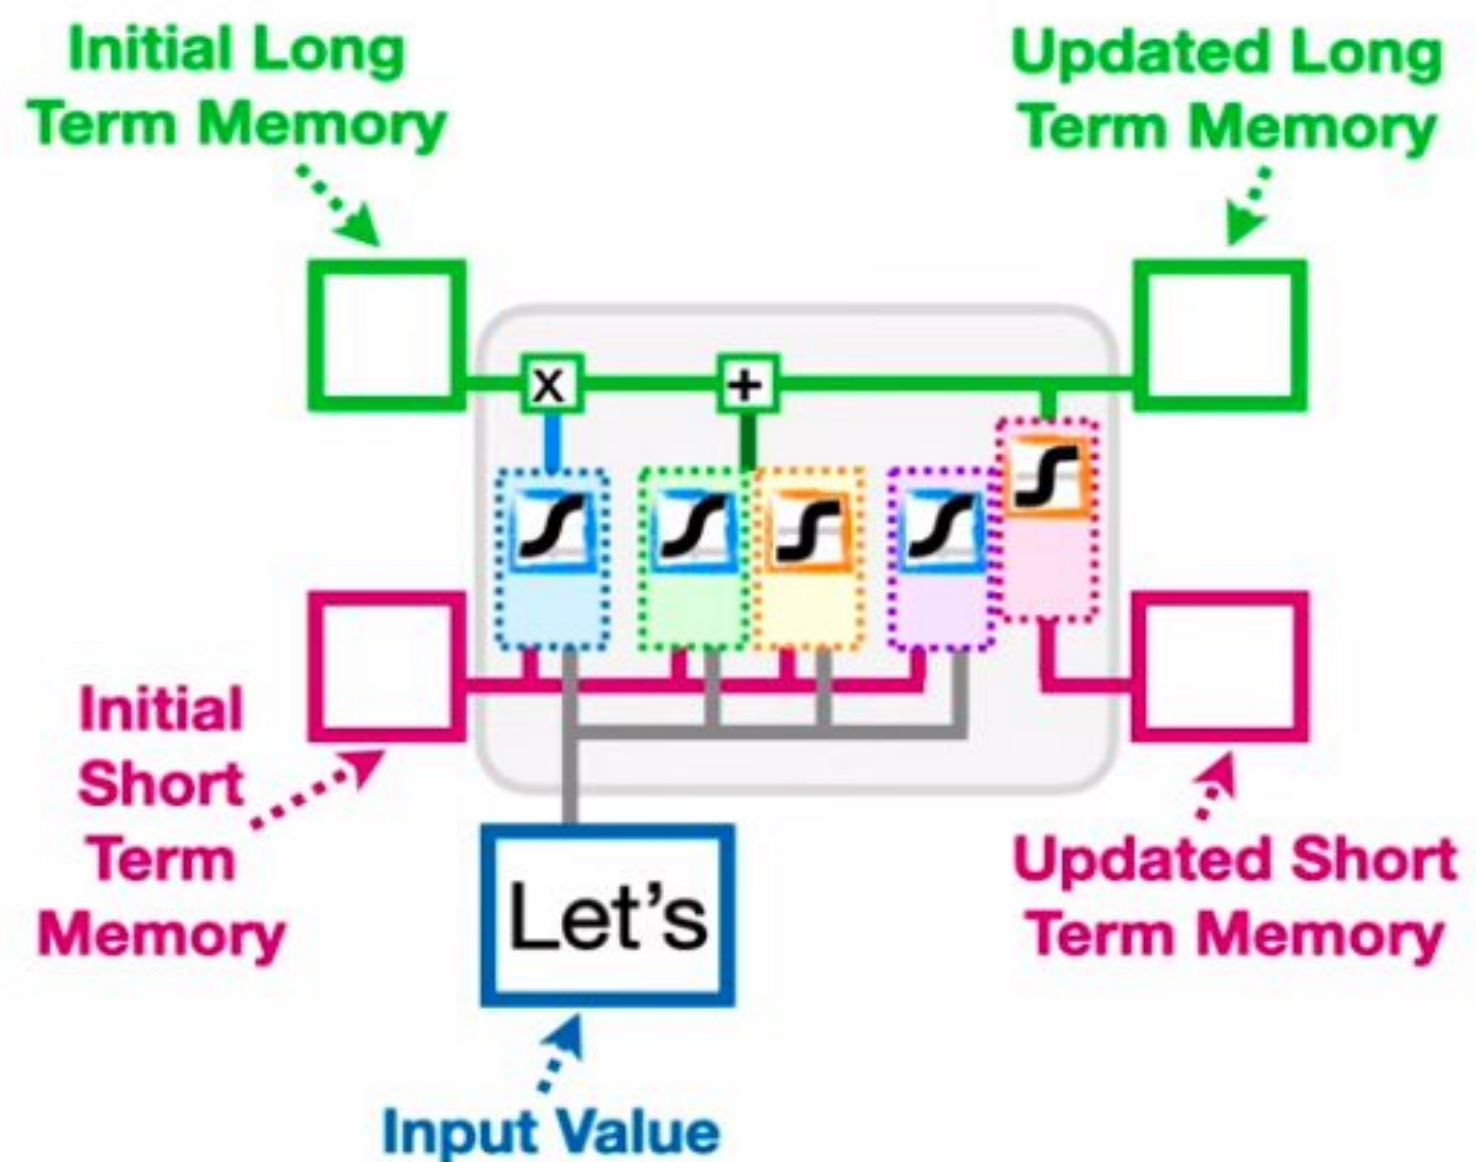 Initial Long
Term Memory
Updated Long
Term Memory
x
+
Initial
Short
Term
Memory
Let's
Updated Short
Term Memory
Input Value